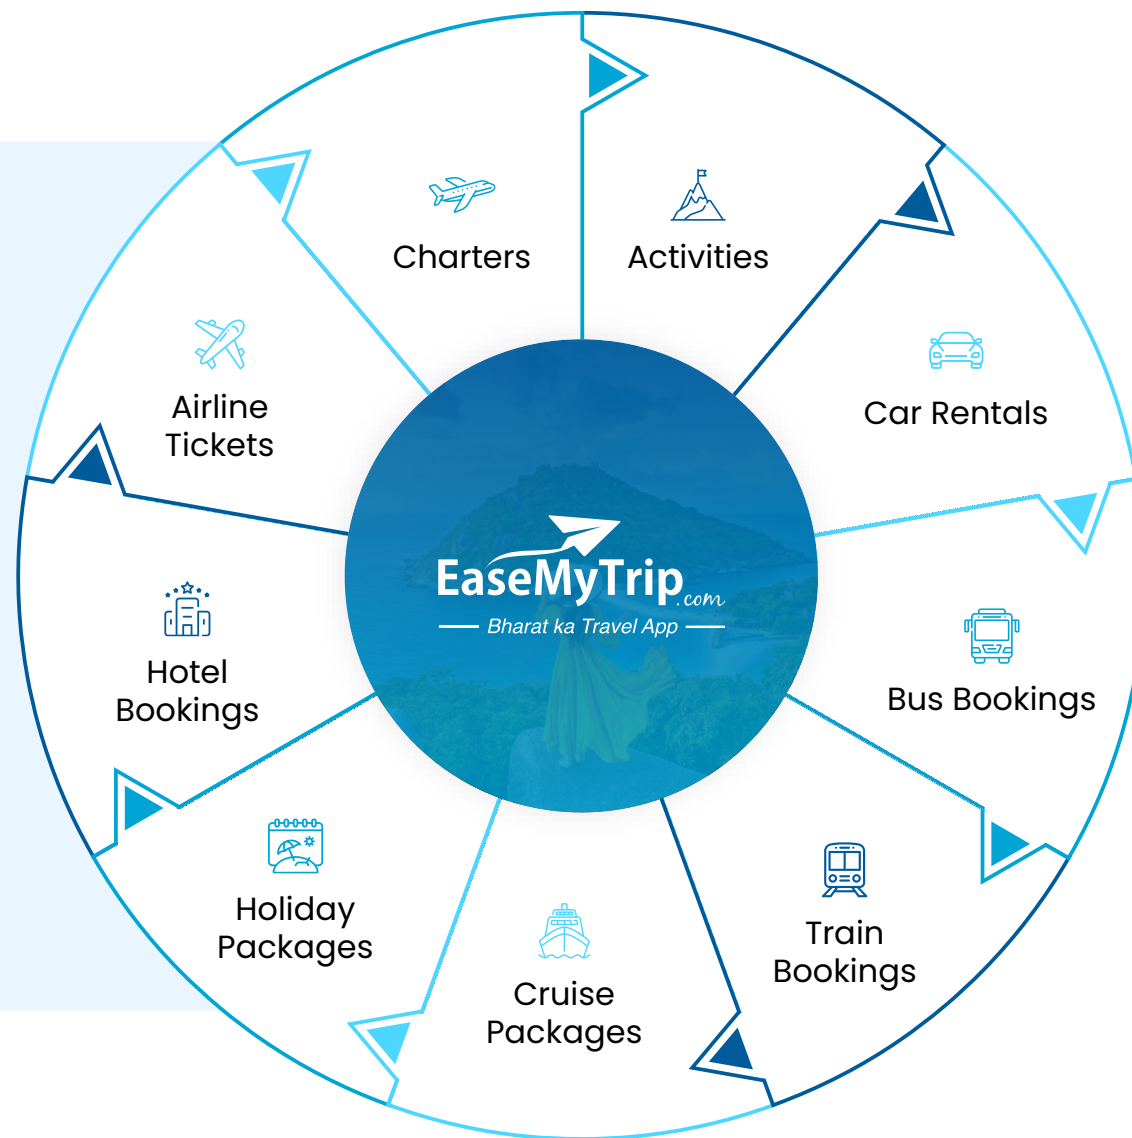 Charters
Activities
Airline
Tickets
Car Rentals
EaseMyTrip.com
Bharat ka Travel App
Hotel
Bookings
Bus Bookings
Holiday
Packages
Train
Bookings
Cruise
Packages